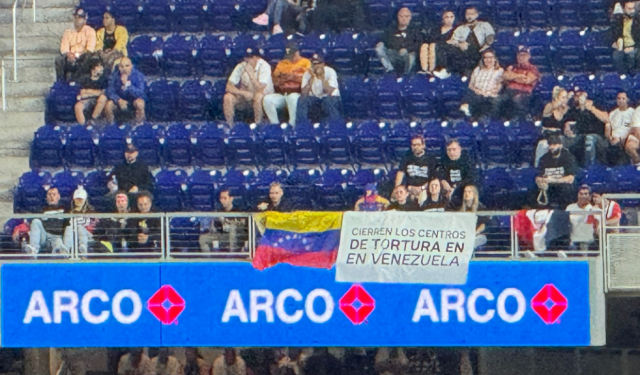 CIERREN LOS CENTROS
DE TORTURA EN
EN VENEZUELA
ARCO ARCO ARCO